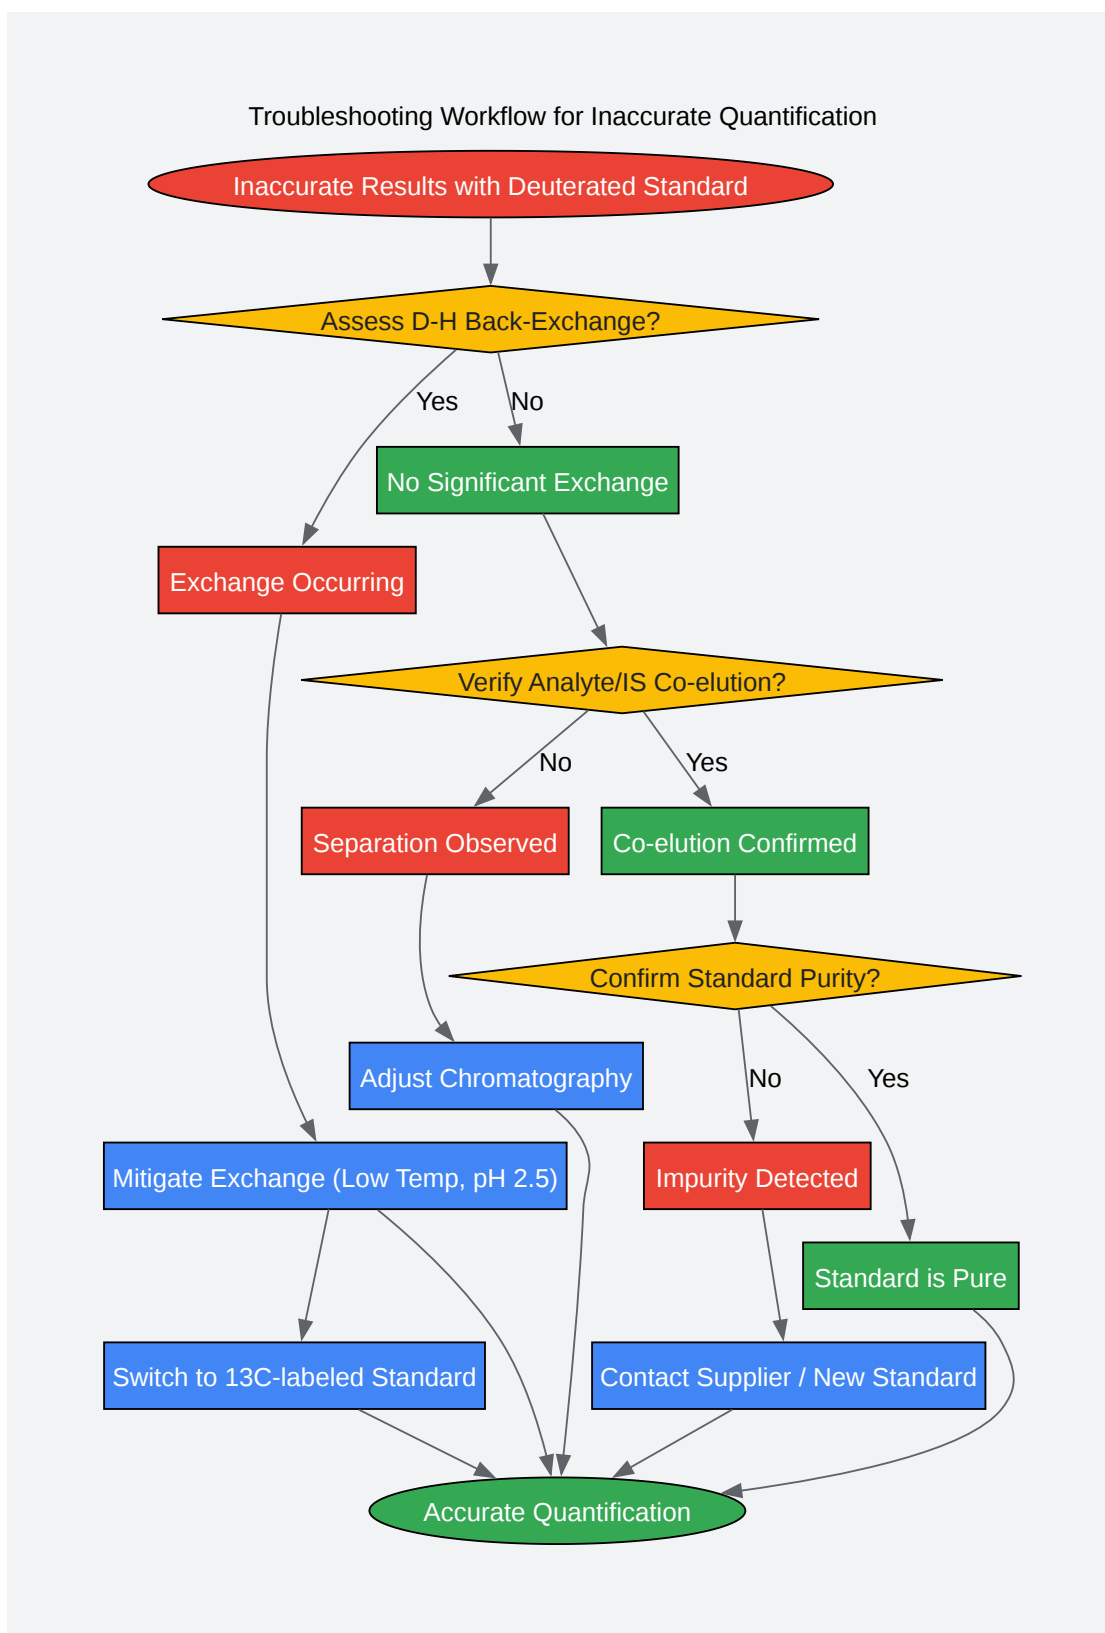 Troubleshooting Workflow for Inaccurate Quantification
Inaccurate Results with Deuterated Standard
Assess D-H Back-Exchange?
Yes
No
No Significant Exchange
Exchange Occurring
Verify Analyte/IS Co-elution?
No
Yes
Separation Observed
Co-elution Confirmed
Confirm Standard Purity?
No
Yes
Adjust Chromatography
Mitigate Exchange (Low Temp, pH 2.5)
Impurity Detected
Standard is Pure
Switch to 13C-labeled Standard
Contact Supplier / New Standard
Accurate Quantification